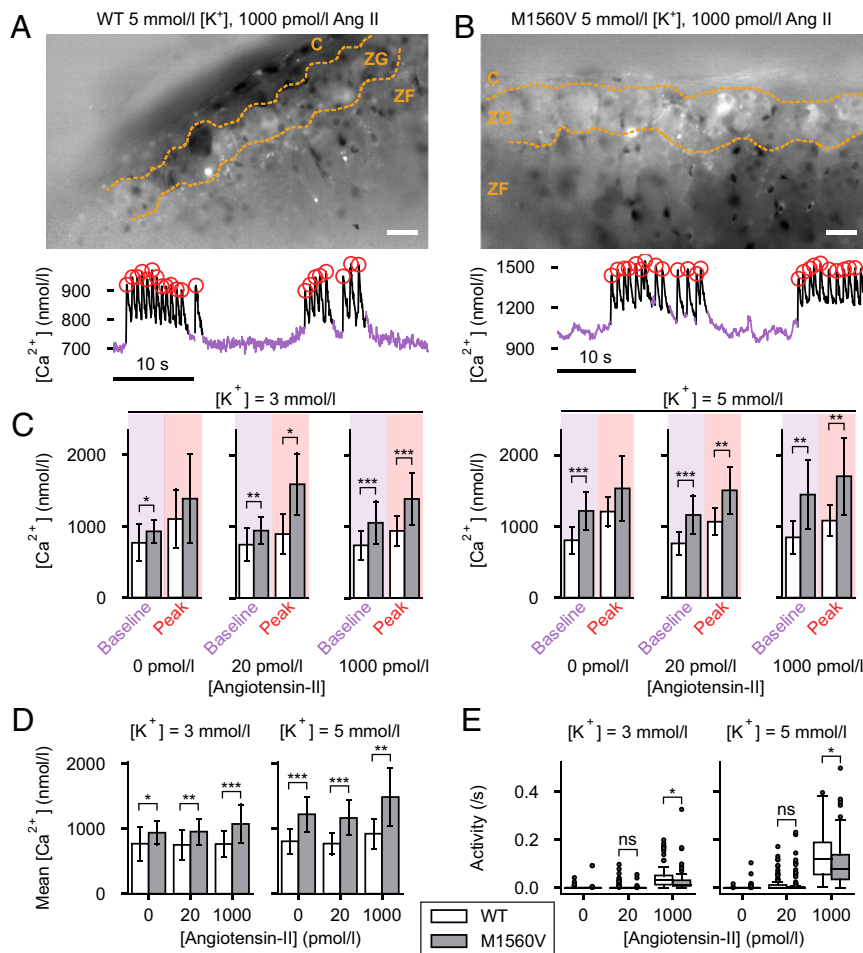 A
WT 5 mmol/l [K+], 1000 pmol/l Ang II
C
ZG
ZF
[Ca2+] (nmol/l)
900
800
700
10 s
B
M1560V 5 mmol/l [K+], 1000 pmol/l Ang II
C
ZG
ZF
[Ca2+] (nmol/l)
1500
1200
900
10 s
C
[K+] = 3 mmol/l
[Ca2+] (nmol/l)
2000
1000
0
*
**
*
***
***
Baseline
Peak
Baseline
Peak
Baseline
Peak
0 pmol/l
20 pmol/l
1000 pmol/l
[Angiotensin-II]
[K+] = 5 mmol/l
[Ca2+] (nmol/l)
2000
1000
0
***
***
**
**
**
Baseline
Peak
Baseline
Peak
Baseline
Peak
0 pmol/l
20 pmol/l
1000 pmol/l
[Angiotensin-II]
D
[K+] = 3 mmol/l
[K+] = 5 mmol/l
Mean [Ca2+] (nmol/l)
2000
1000
0
*
**
***
***
***
**
0
20
1000
0
20
1000
[Angiotensin-II] (pmol/l)
WT
M1560V
E
[K+] = 3 mmol/l
[K+] = 5 mmol/l
Activity (/s)
0.4
0.2
0.0
ns
*
ns
*
0
20
1000
0
20
1000
[Angiotensin-II] (pmol/l)